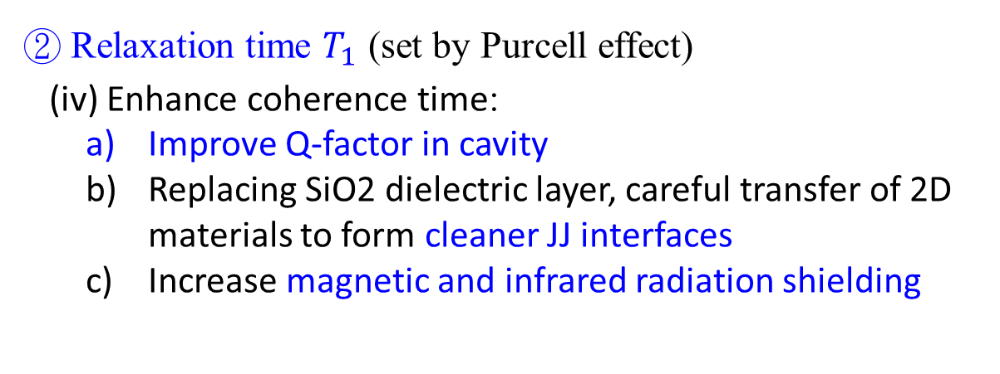 ② Relaxation time T₁ (set by Purcell effect)
(iv) Enhance coherence time:
a) Improve Q-factor in cavity
b) Replacing SiO2 dielectric layer, careful transfer of 2D
materials to form cleaner JJ interfaces
c) Increase magnetic and infrared radiation shielding